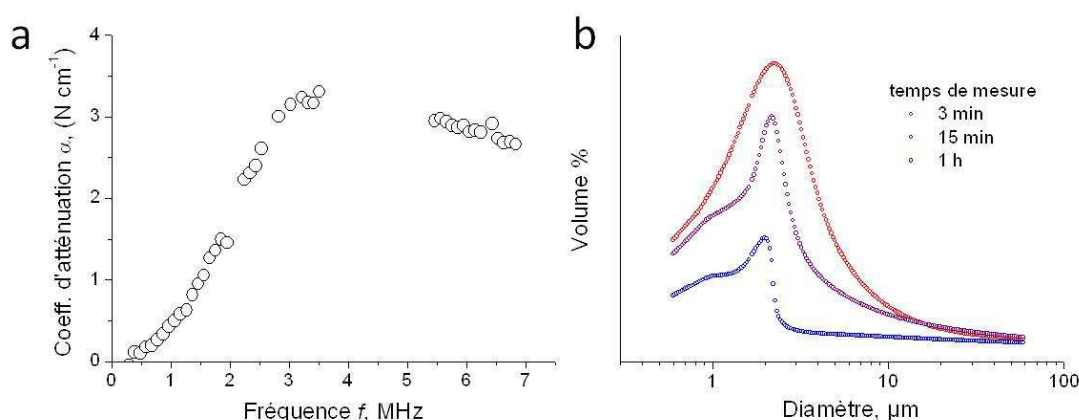 a
Coeff. d'atténuation α, (N cm⁻¹)
4
3
2
1
0
0 1 2 3 4 5 6 7
Fréquence f, MHz
b
Volume %
temps de mesure
3 min
15 min
1 h
1 10 100
Diamètre, µm